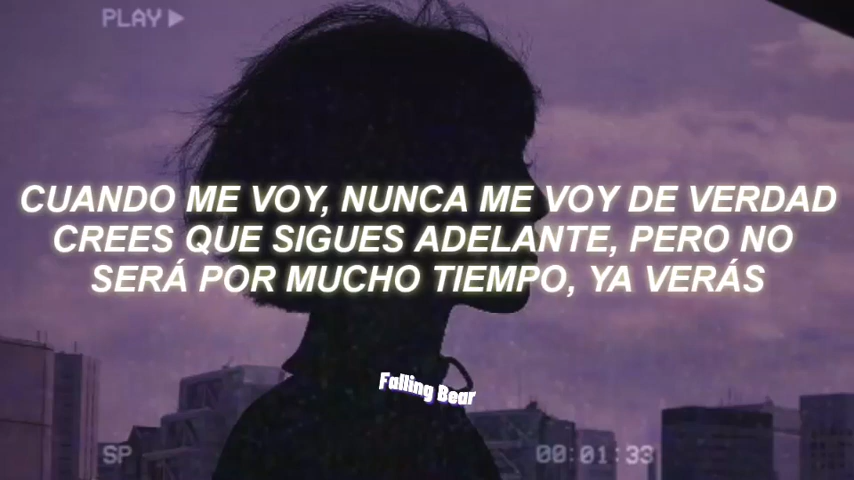 PLAY
CUANDO ME VOY, NUNCA ME VOY DE VERDAD
CREES QUE SIGUES ADELANTE, PERO NO
SERÁ POR MUCHO TIEMPO, YA VERÁS
Falling Bear
SP 00:01:33